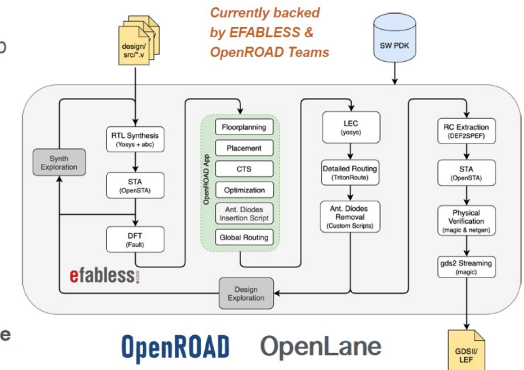 Currently backed
by EFABLESS &
OpenROAD Teams
design/
src/*.v
SW PDK
Synth
Exploration
RTL Synthesis
(Yosys + abc)
STA
(OpenSTA)
DFT
(Fault)
OpenROAD App
Floorplanning
Placement
CTS
Optimization
Ant. Diodes
Insertion Script
Global Routing
LEC
(yosys)
Detailed Routing
(TritonRoute)
Ant. Diodes
Removal
(Custom Scripts)
RC Extraction
(DEF2SPEF)
STA
(OpenSTA)
Physical
Verification
(magic & netgen)
gds2 Streaming
(magic)
efabless
Design
Exploration
OpenROAD
OpenLane
GDSII/
LEF